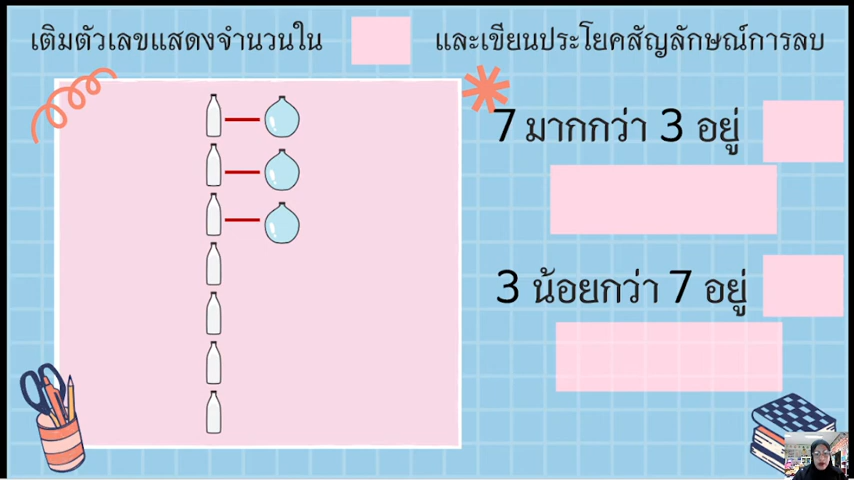 เติมตัวเลขแสดงจำนวนใน และเขียนประโยคสัญลักษณ์การลบ
7 มากกว่า 3 อยู่
3 น้อยกว่า 7 อยู่